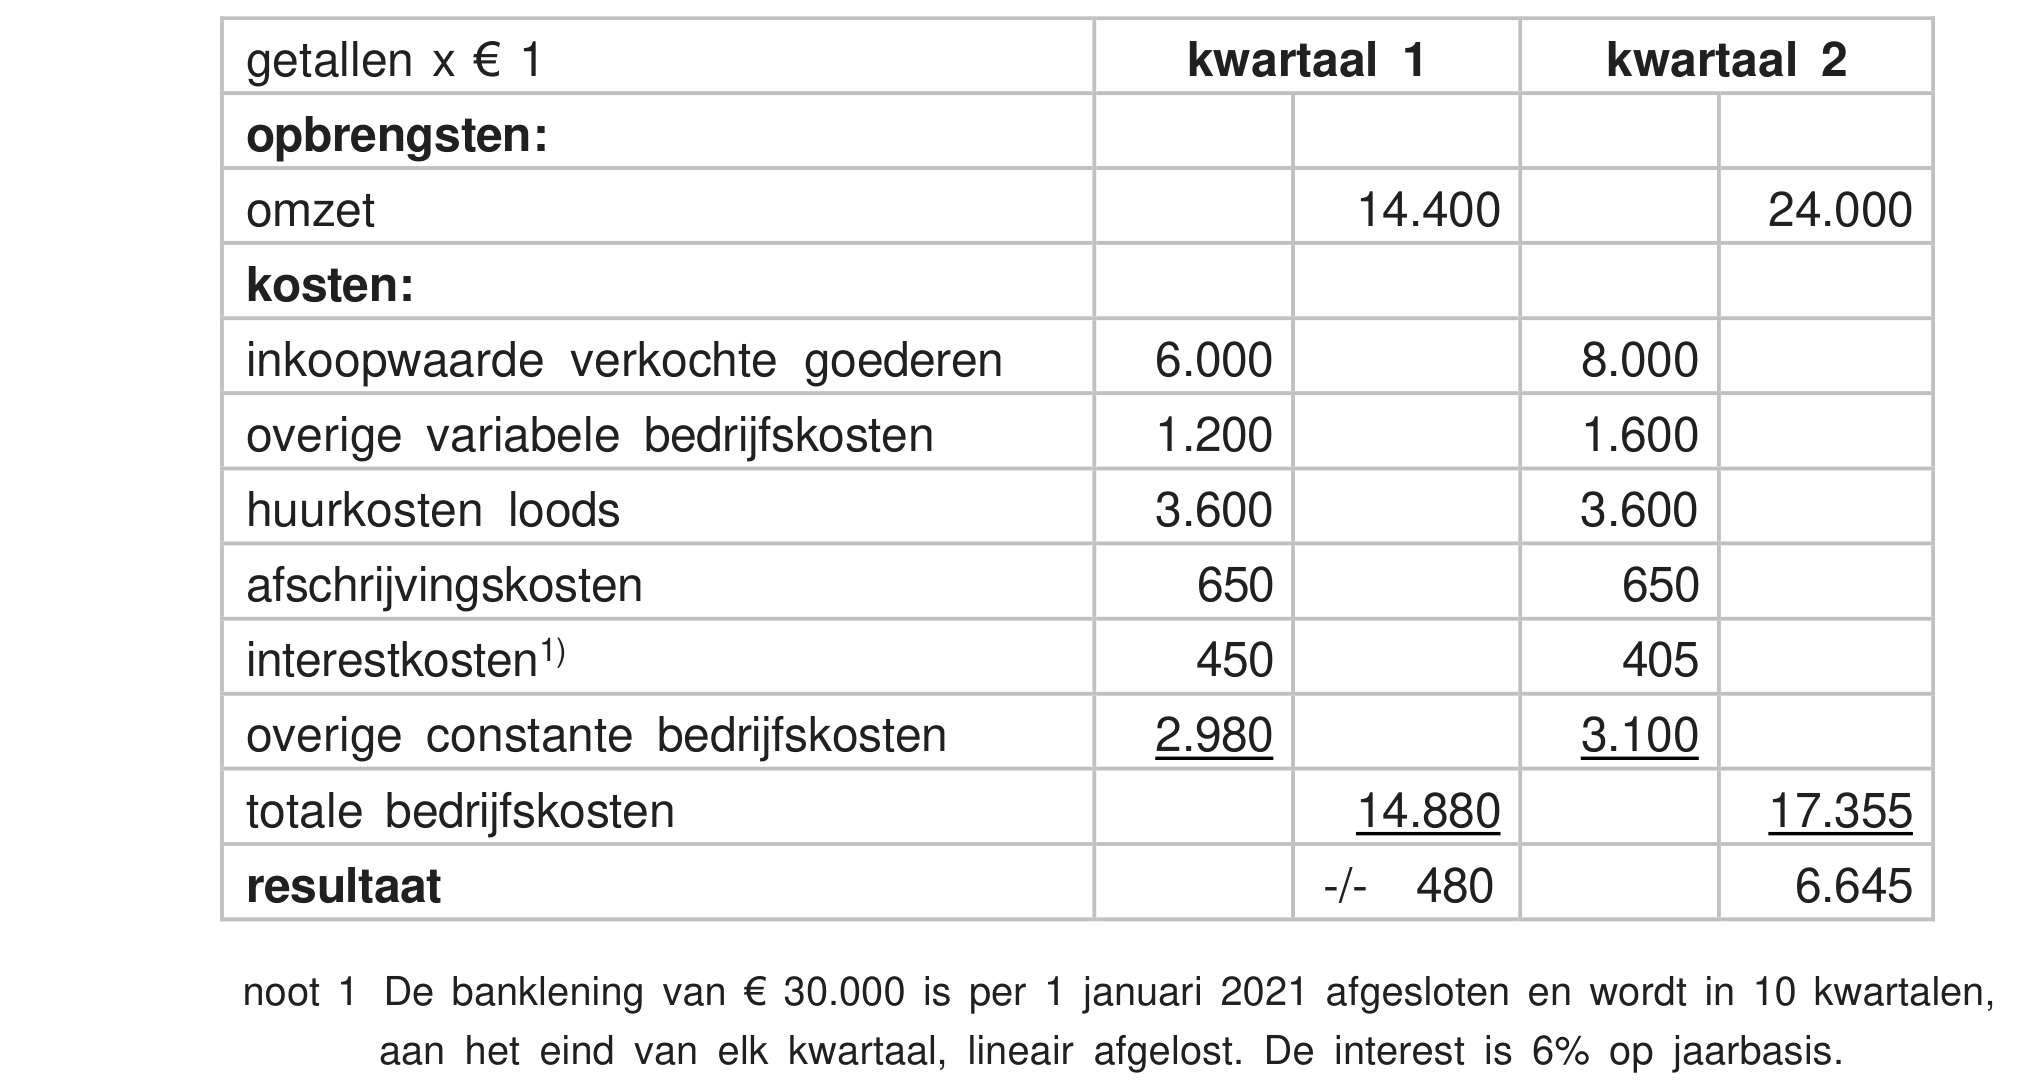 getallen x € 1 kwartaal 1 kwartaal 2
opbrengsten:
omzet 14.400 24.000
kosten:
inkoopwaarde verkochte goederen 6.000 8.000
overige variabele bedrijfskosten 1.200 1.600
huurkosten loods 3.600 3.600
afschrijvingskosten 650 650
interestkosten1) 450 405
overige constante bedrijfskosten 2.980 3.100
totale bedrijfskosten 14.880 17.355
resultaat -/- 480 6.645
noot 1 De banklening van € 30.000 is per 1 januari 2021 afgesloten en wordt in 10 kwartalen,
aan het eind van elk kwartaal, lineair afgelost. De interest is 6% op jaarbasis.